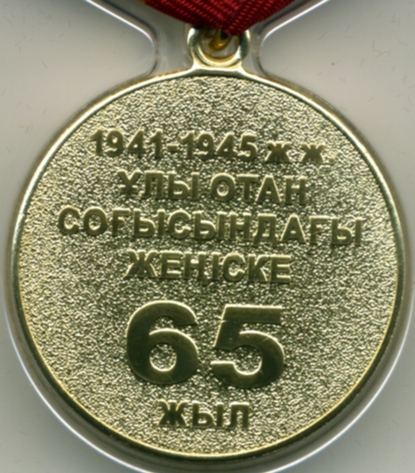 1941-1945 ж.ж.
ҰЛЫ ОТАН
СОҒЫСЫНДАҒЫ
ЖЕҢІСКЕ
65
ЖЫЛ